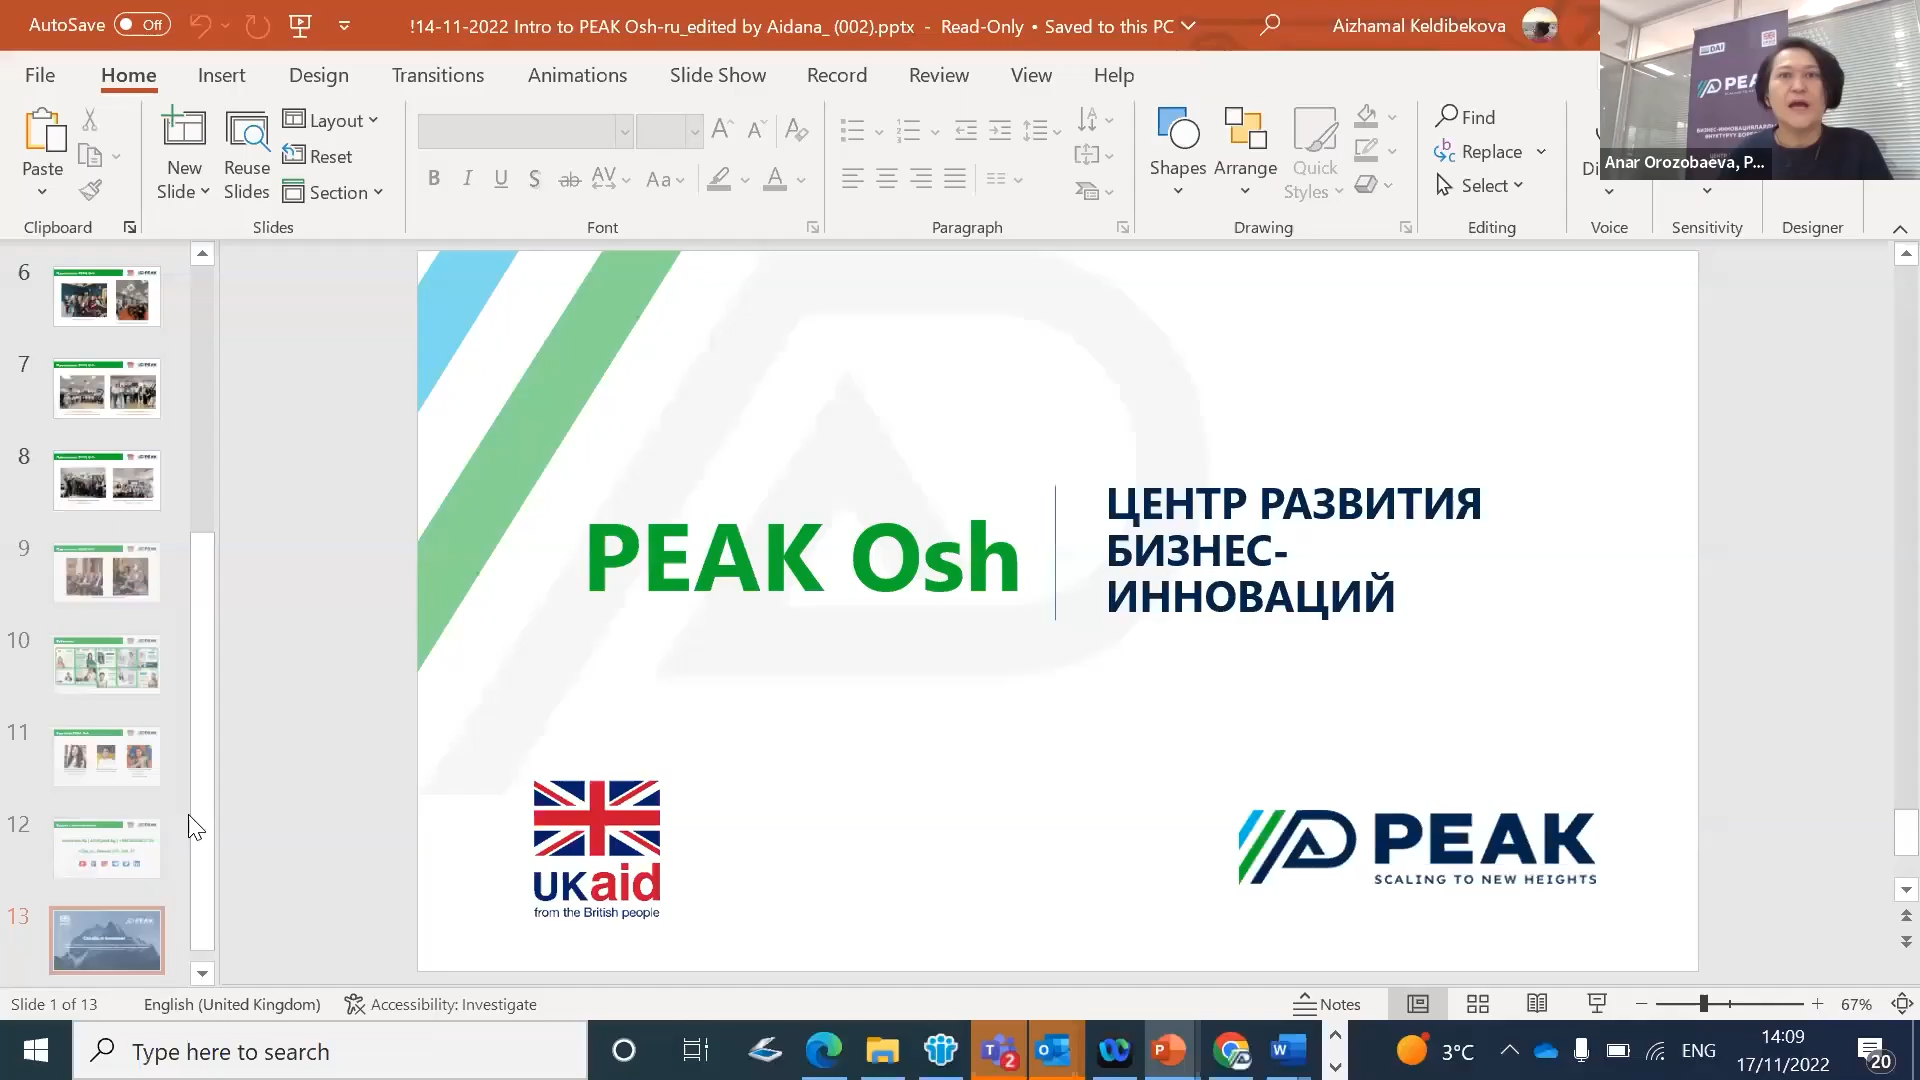 AutoSave Off
!14-11-2022 Intro to PEAK Osh-ru_edited by Aidana_ (002).pptx - Read-Only • Saved to this PC
Aizhamal Keldibekova
File Home Insert Design Transitions Animations Slide Show Record Review View Help
Paste
New Slide
Reuse Slides
Layout
Reset
Section
Shapes
Arrange
Quick Styles
Find
Replace
Select
Clipboard Slides Font Paragraph Drawing Editing Voice Sensitivity Designer
DAI
Anar Orozobaeva, P...
6
7
8
9
10
11
12
13
PEAK Osh
ЦЕНТР РАЗВИТИЯ
БИЗНЕС-
ИННОВАЦИЙ
UKaid
from the British people
PEAK
SCALING TO NEW HEIGHTS
Slide 1 of 13 English (United Kingdom) Accessibility: Investigate Notes 67%
Type here to search
2
3°C
ENG
14:09
17/11/2022
20